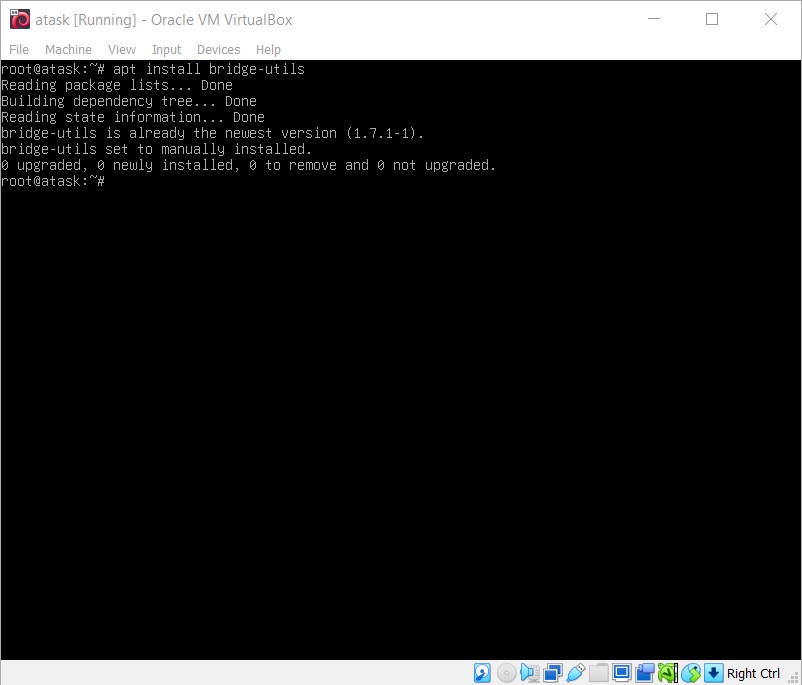 atask [Running] - Oracle VM VirtualBox
File Machine View Input Devices Help
root@atask:~# apt install bridge-utils
Reading package lists... Done
Building dependency tree... Done
Reading state information... Done
bridge-utils is already the newest version (1.7.1-1).
bridge-utils set to manually installed.
0 upgraded, 0 newly installed, 0 to remove and 0 not upgraded.
root@atask:~#
Right Ctrl